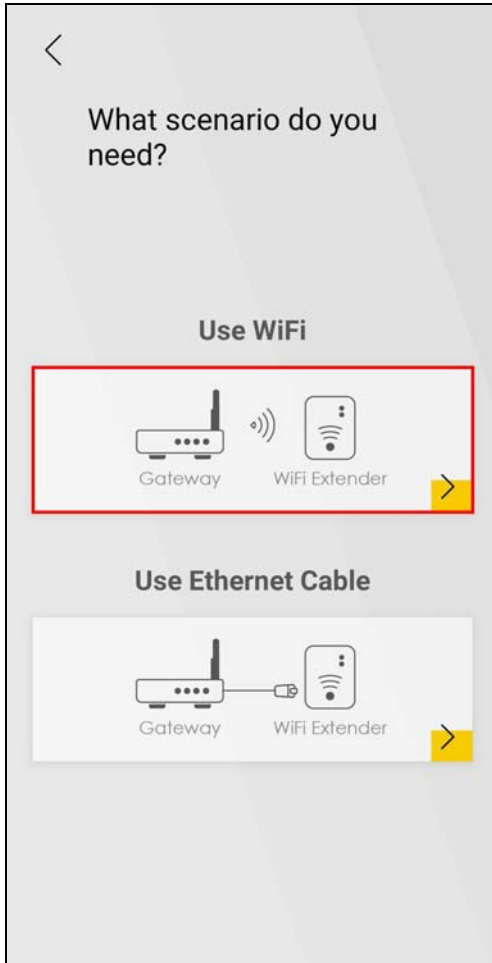 What scenario do you
need?
Use WiFi
Gateway WiFi Extender
Use Ethernet Cable
Gateway WiFi Extender